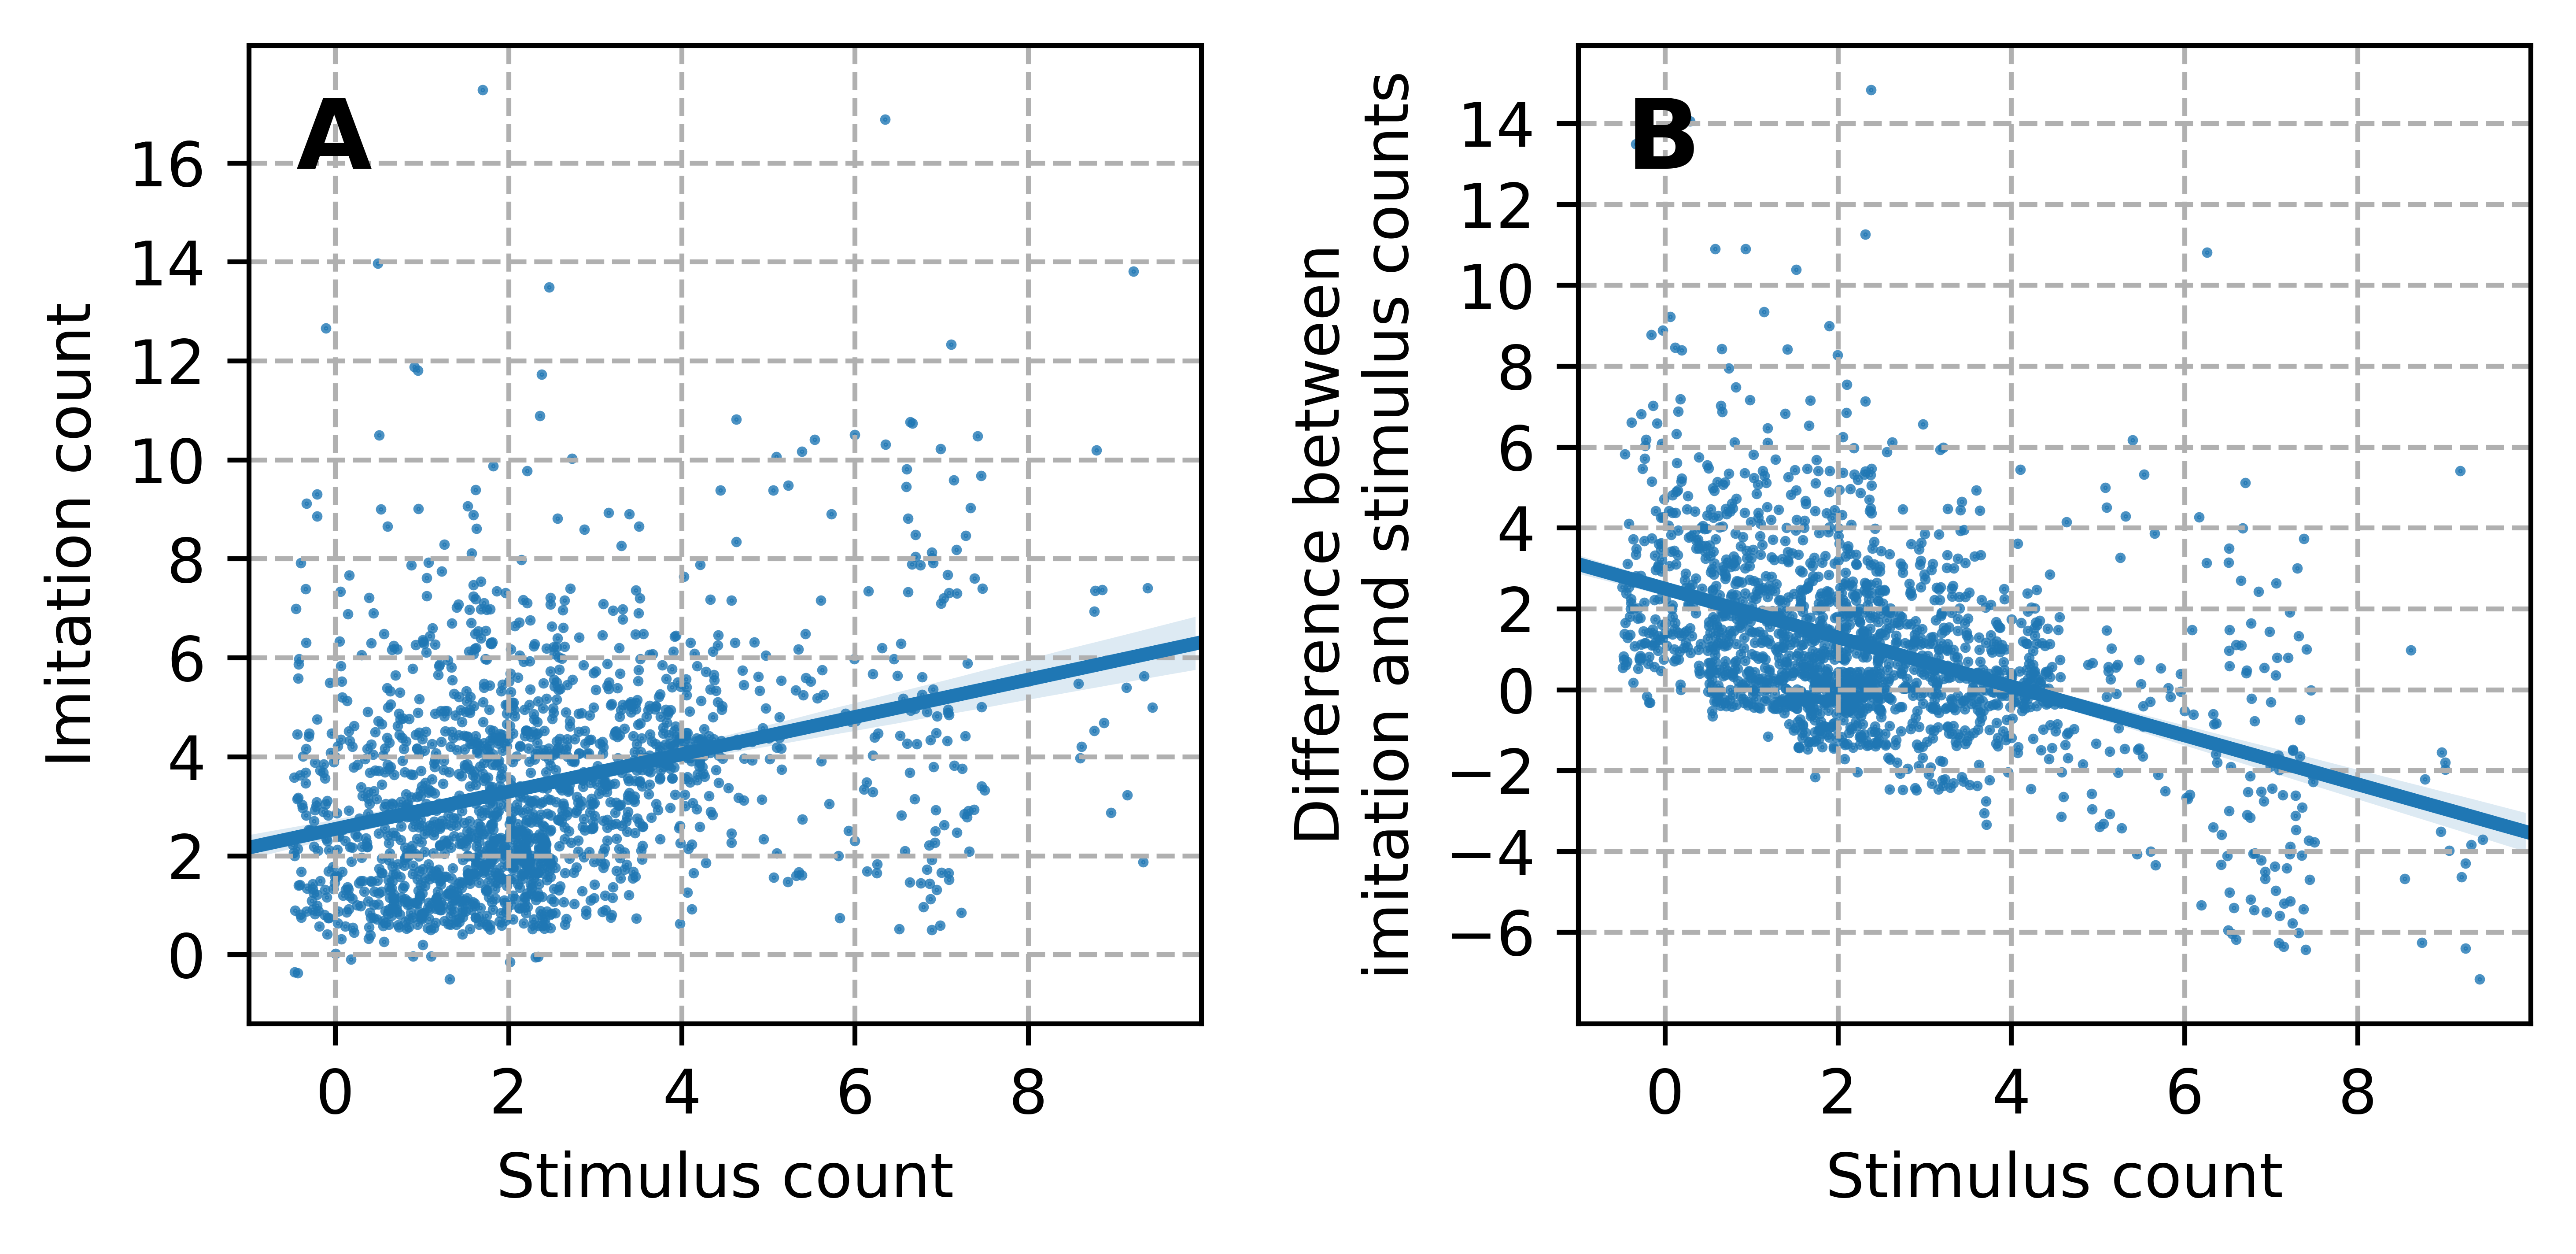 A
Imitation count
16
14
12
10
8
6
4
2
0
0 2 4 6 8
Stimulus count
B
Difference between
imitation and stimulus counts
14
12
10
8
6
4
2
0
−2
−4
−6
0 2 4 6 8
Stimulus count